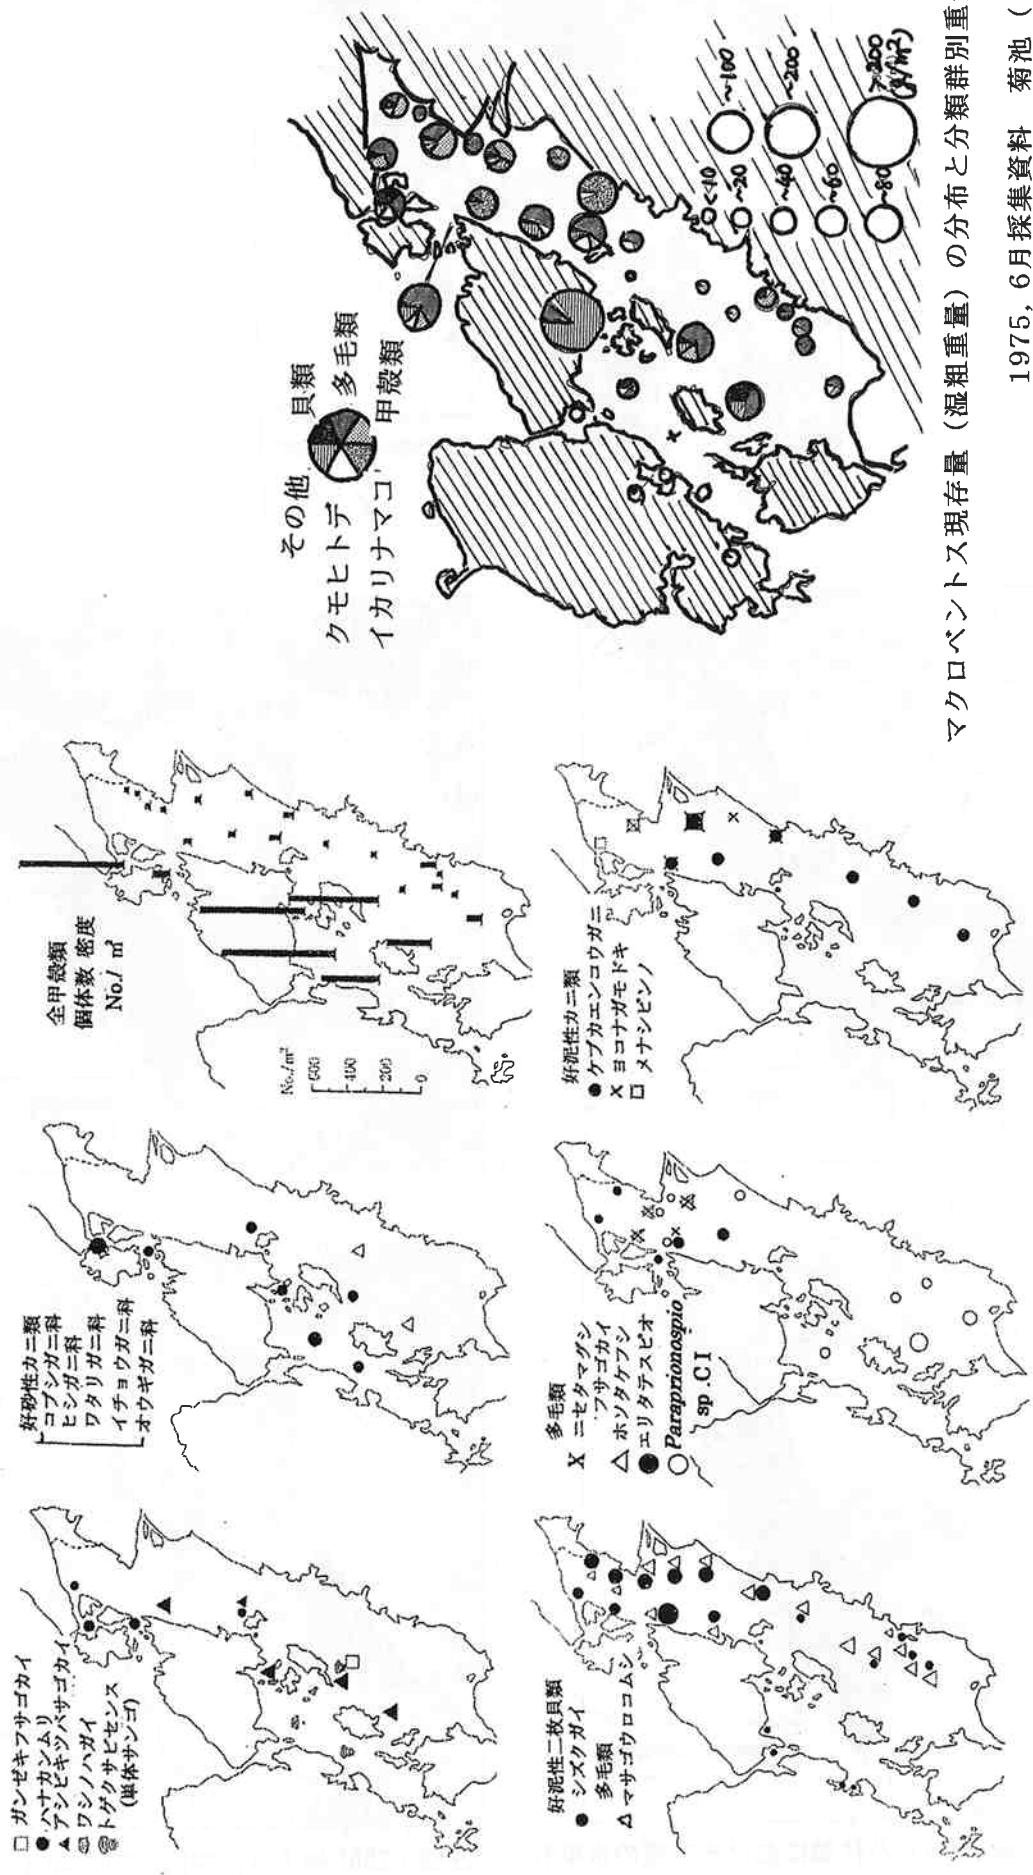 □ ガンゼキフサゴカイ
● ハナカンムリ
▲ アシビキツバサゴカイ
ワシノハガイ
トゲクサビセンス
(単体サンゴ)
好砂性カニ類
コブシガニ科
ヒシガニ科
ワタリガニ科
イチョウガニ科
オウギガニ科
全甲殻類
個体数 密度
No./㎡
No./m²
600
400
200
0
好泥性二枚貝類
● シズクガイ
多毛類
△ マサゴウロコムシ
多毛類
X ニセタマグシ
フサゴカイ
△ ホソタケフシ
● エリタテスピオ
○ Paraprionospio
sp.CI
好泥性カニ類
● ケブカエンコウガニ
× ヨコナガモドキ
□ メナシピンノ
その他
貝類
クモヒトデ
多毛類
イカリナマコ
甲殻類
<10
~20
~40
~60
~80
~100
~200
>200
(g/m²)
マクロベントス現存量(湿粗重量)の分布と分類群別重
1975,6月採集資料 菊池(